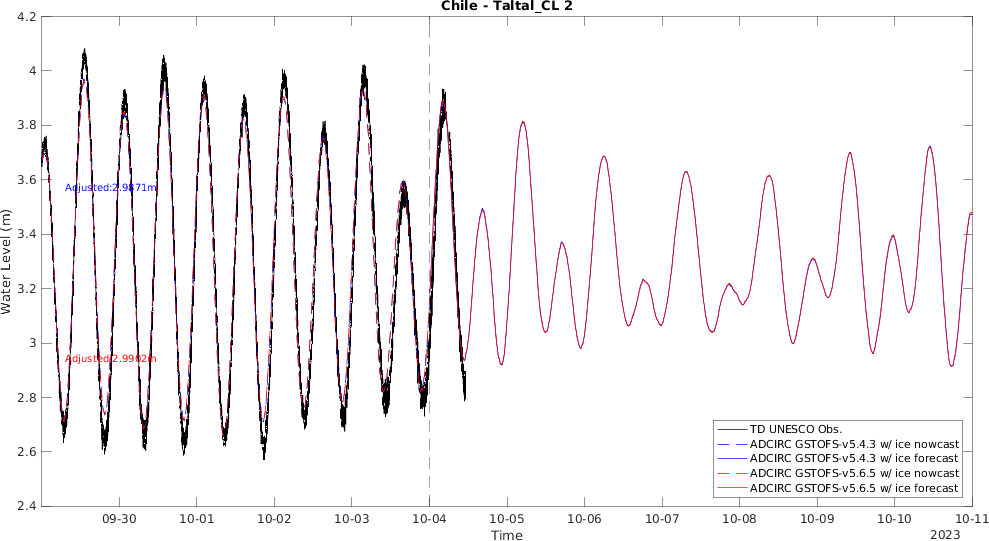 Chile - Taltal_CL 2
4.2
4
3.8
3.6
3.4
3.2
3
2.8
2.6
2.4
Water Level (m)
Adjusted:2.9871m
Adjusted:2.9902m
TD UNESCO Obs.
ADCIRC GSTOFS-v5.4.3 w/ ice nowcast
ADCIRC GSTOFS-v5.4.3 w/ ice forecast
ADCIRC GSTOFS-v5.6.5 w/ ice nowcast
ADCIRC GSTOFS-v5.6.5 w/ ice forecast
09-30 10-01 10-02 10-03 10-04 10-05 10-06 10-07 10-08 10-09 10-10 10-11
Time
2023